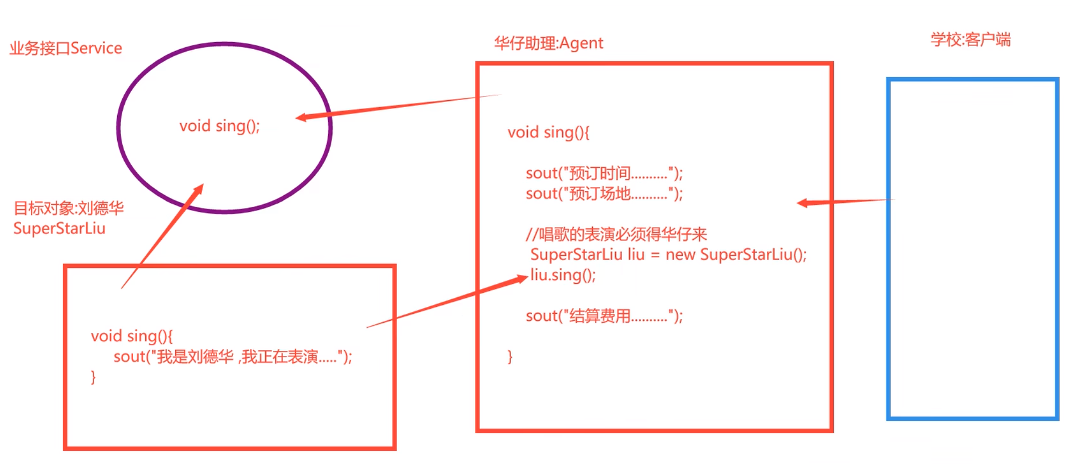 业务接口Service
void sing();
目标对象:刘德华
SuperStarLiu
void sing(){
sout("我是刘德华 ,我正在表演.....");
}
华仔助理:Agent
void sing(){
sout("预订时间..........");
sout("预订场地..........");
//唱歌的表演必须得华仔来
SuperStarLiu liu = new SuperStarLiu();
liu.sing();
sout("结算费用..........");
}
学校:客户端